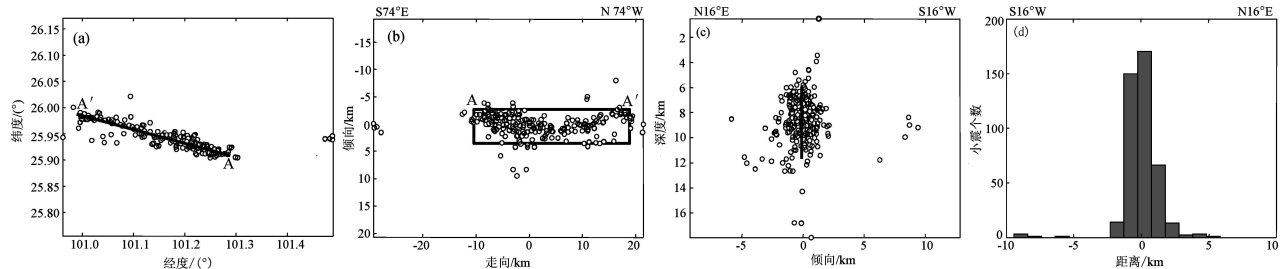 (a)
26.15
26.10
26.05
26.00
25.95
25.90
25.85
25.80
纬度/(°)
A′
A
101.0 101.1 101.2 101.3 101.4
经度/(°)
S74°E N 74°W
(b)
-15
-10
-5
0
5
10
15
20
倾向/km
A A′
-20 -10 0 10 20
走向/km
N16°E S16°W
(c)
2
4
6
8
10
12
14
16
深度/km
-5 0 5 10
倾向/km
S16°W N16°E
(d)
200
150
100
50
0
小震个数
-10 -5 0 5 10
距离/km